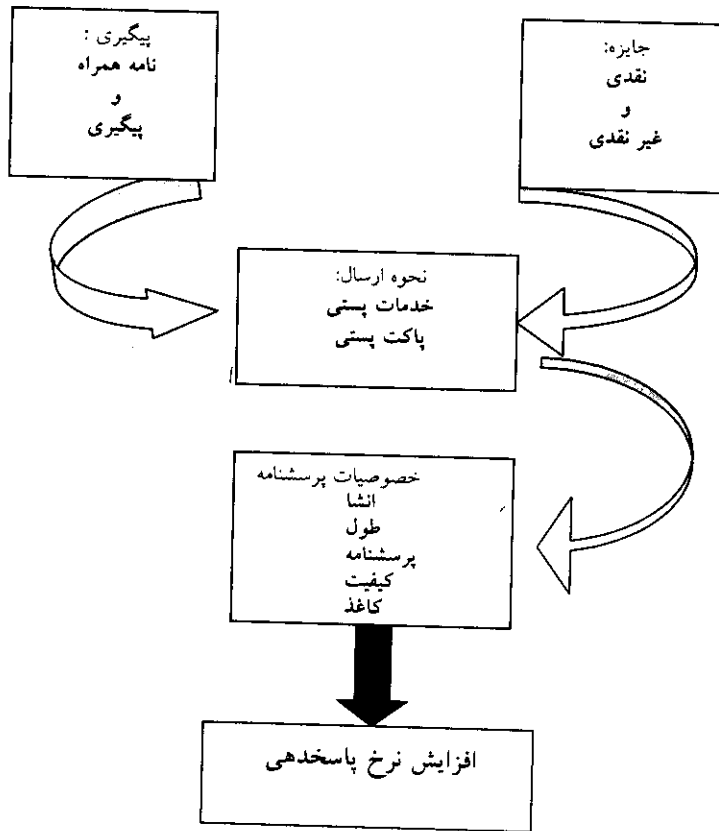 جایزه:
نقدی
و
غیر نقدی
پیگیری :
نامه همراه
و
پیگیری
نحوه ارسال:
خدمات پستی
پاکت پستی
خصوصیات پرسشنامه
انشا
طول
پرسشنامه
کیفیت
کاغذ
افزایش نرخ پاسخدهی